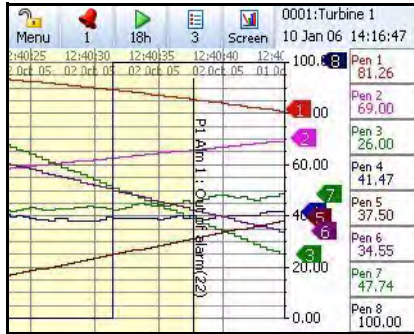 0001:Turbine 1
Menu 1 18h 3 Screen 10 Jan 06 14:16:47
2:40:25 12:40:30 12:40:35 12:40:40 12:4
02 Oct 05 02 Oct 05 02 Oct 05 02 Oct 05 01 Oc
100. 8
1 00
2
60.00
7
40
5
6
3
20.00
0.00
P1 Alm 1 : Out of alarm(22)
Pen 1
81.26
Pen 2
69.00
Pen 3
26.00
Pen 4
41.47
Pen 5
37.50
Pen 6
34.55
Pen 7
47.74
Pen 8
100.00